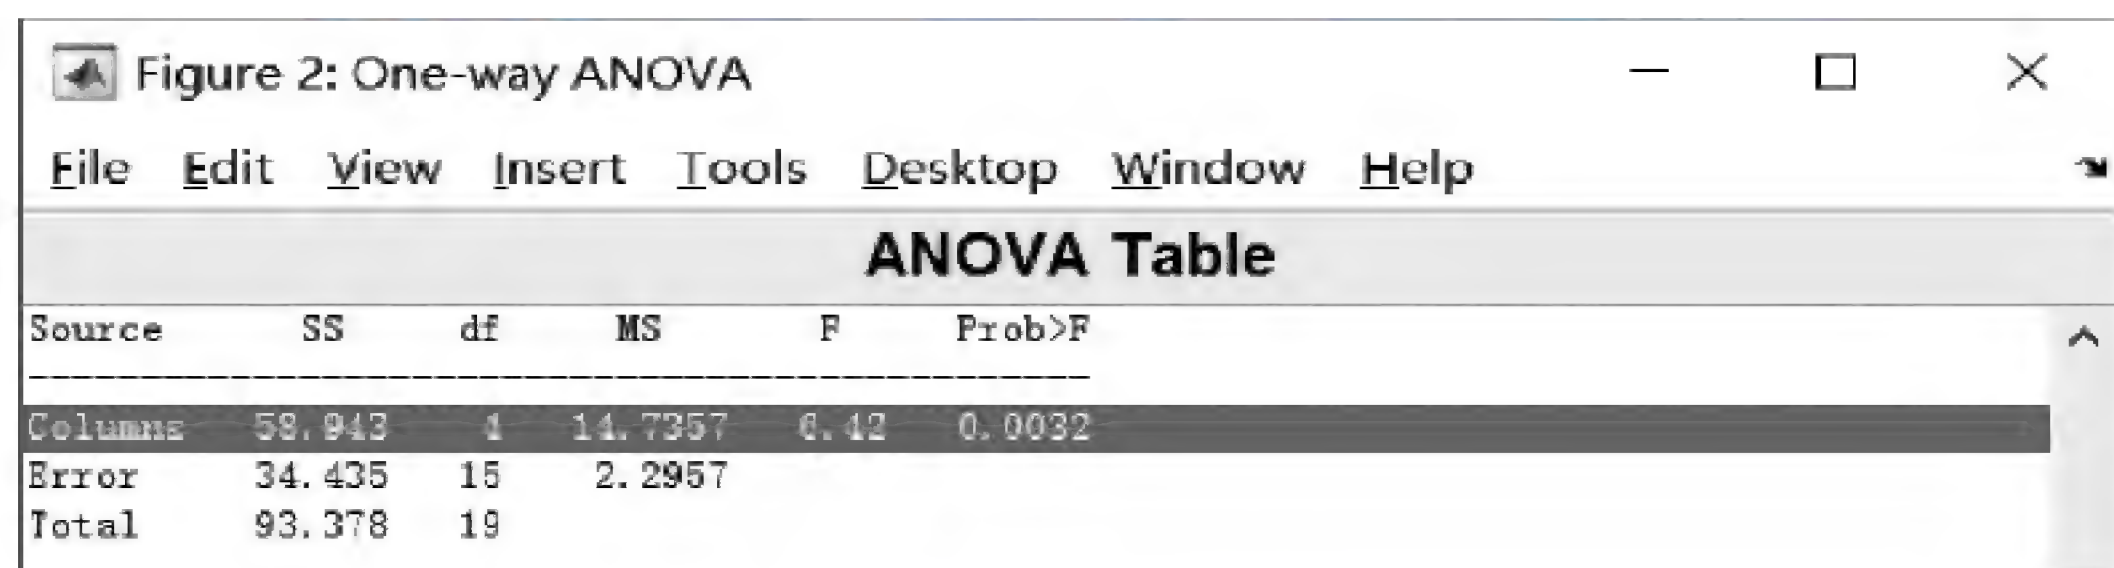 Figure 2: One-way ANOVA
File Edit View Insert Tools Desktop Window Help
ANOVA Table
Source SS df MS F Prob>F
Columns 58.943 4 14.7357 6.42 0.0032
Error 34.435 15 2.2957
Total 93.378 19